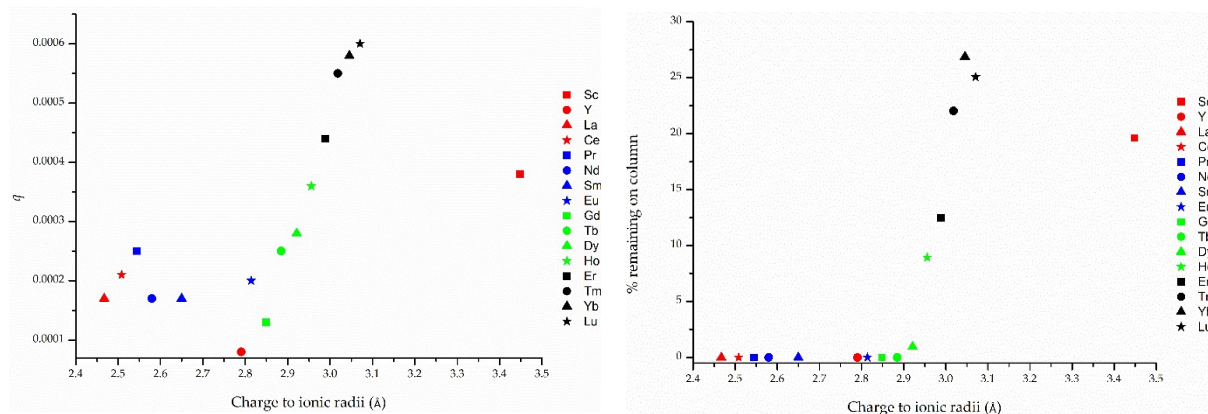 0.0006
0.0005
0.0004
0.0003
0.0002
0.0001
q
2.4 2.5 2.6 2.7 2.8 2.9 3.0 3.1 3.2 3.3 3.4 3.5
Charge to ionic radii (Å)
Sc
Y
La
Ce
Pr
Nd
Sm
Eu
Gd
Tb
Dy
Ho
Er
Tm
Yb
Lu
30
25
20
15
10
5
0
% remaining on column
2.4 2.5 2.6 2.7 2.8 2.9 3.0 3.1 3.2 3.3 3.4 3.5
Charge to ionic radii (Å)
Y
Lu